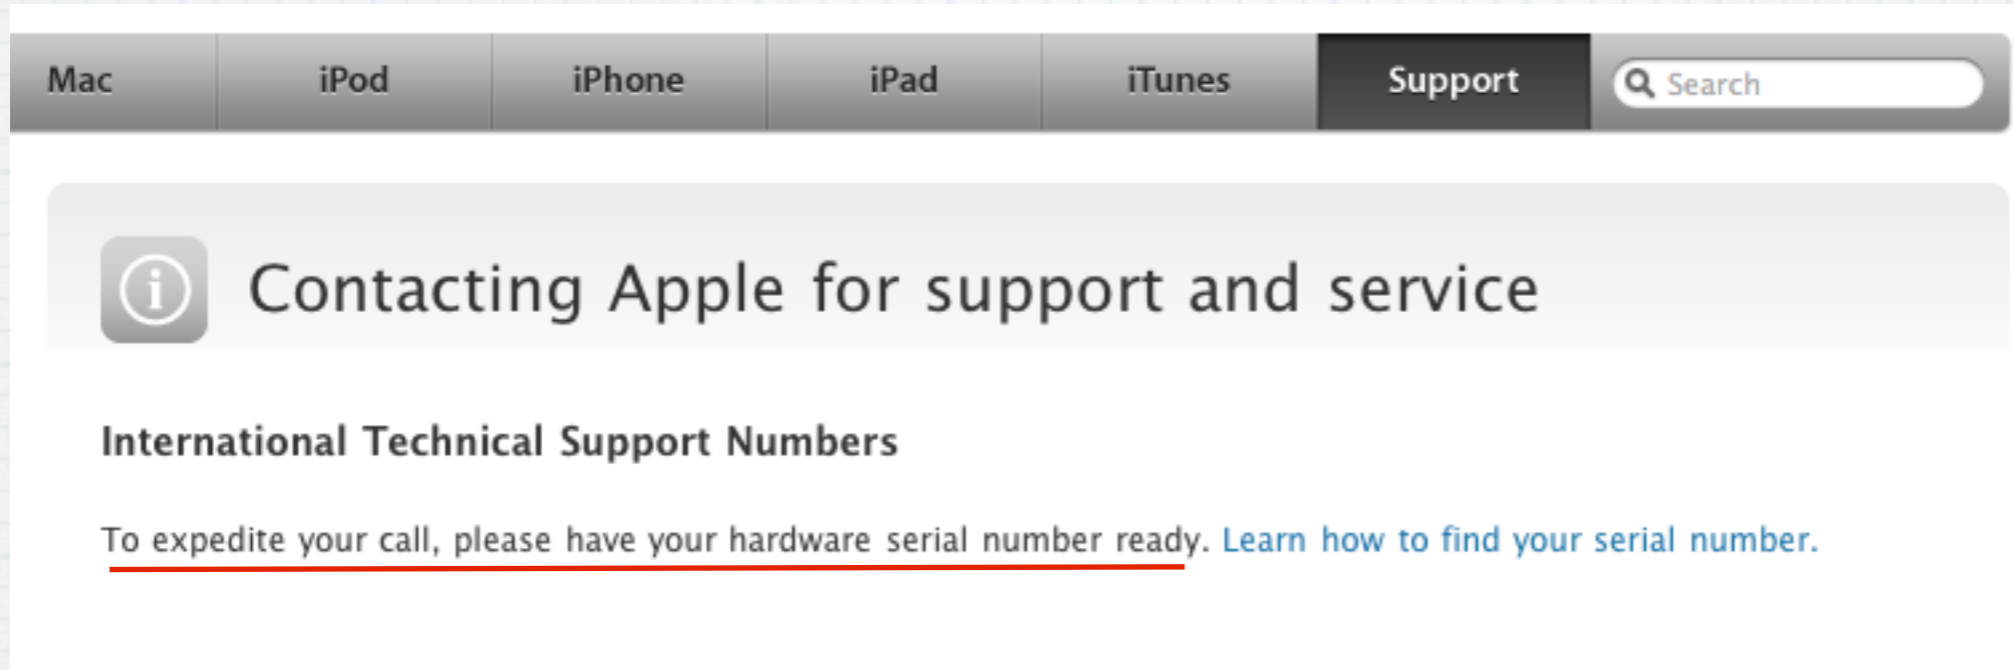 Mac iPod iPhone iPad iTunes Support Search
Contacting Apple for support and service
International Technical Support Numbers
To expedite your call, please have your hardware serial number ready. Learn how to find your serial number.